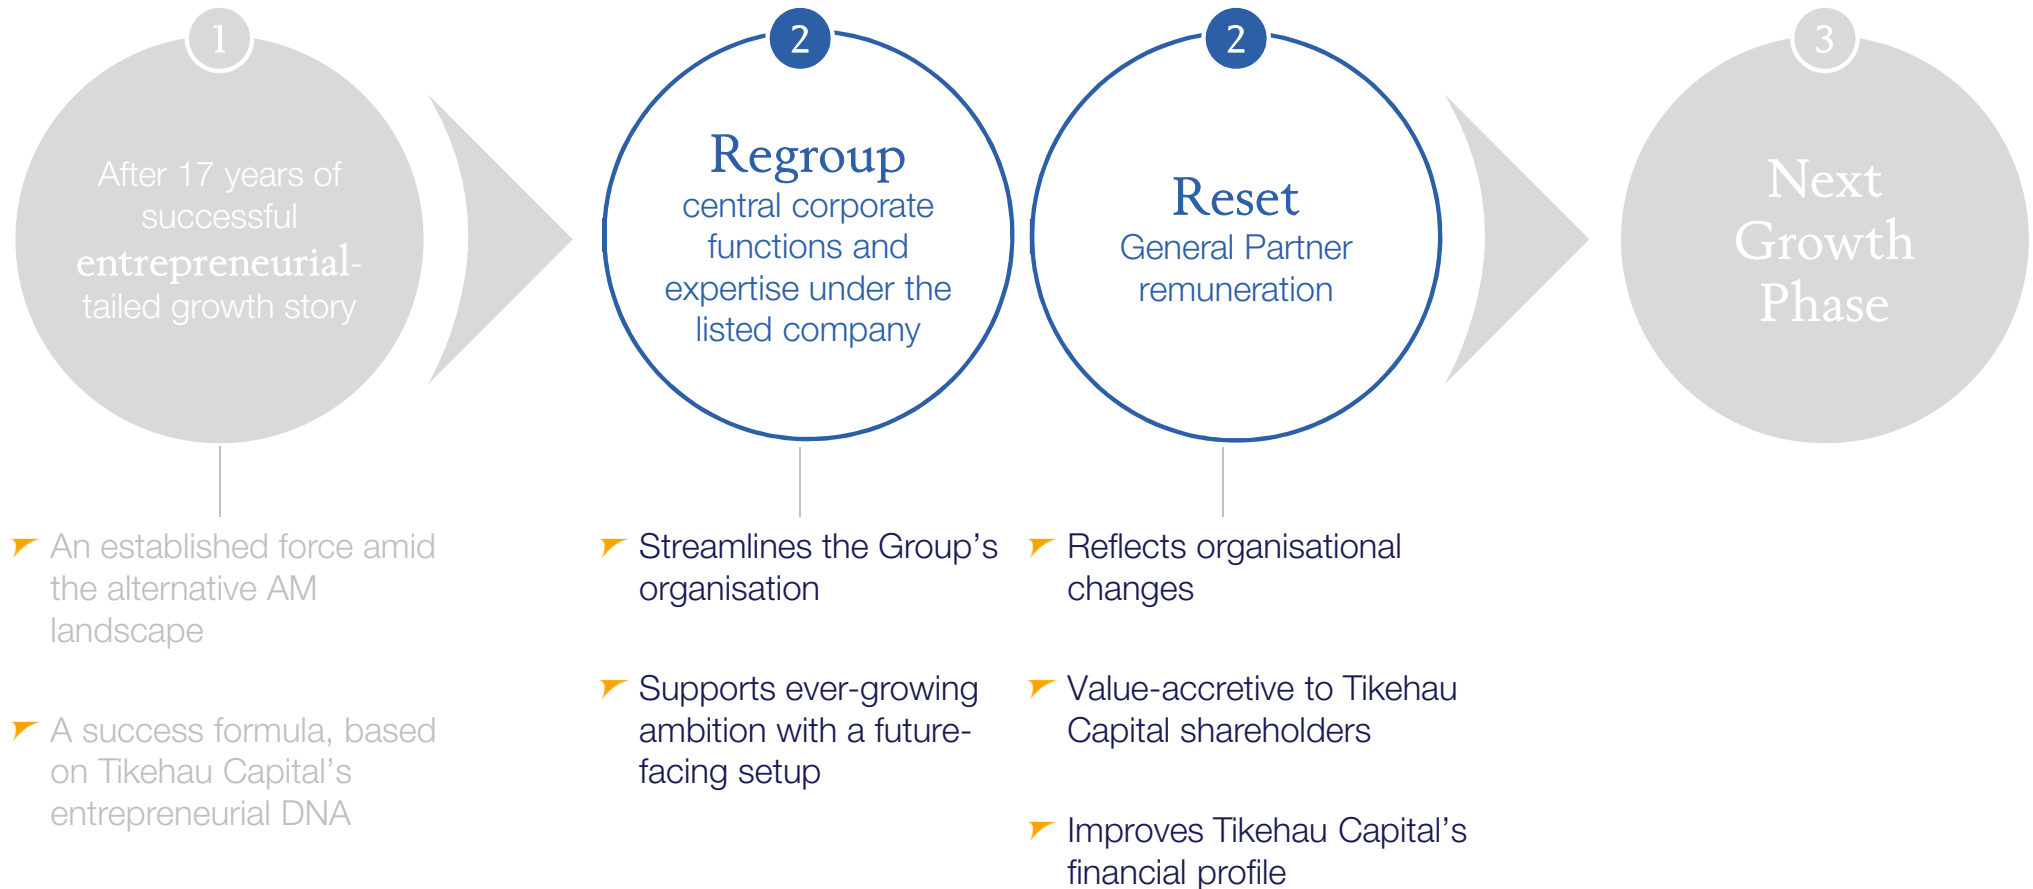 1
After 17 years of
successful
entrepreneurial-
tailed growth story
An established force amid
the alternative AM
landscape
A success formula, based
on Tikehau Capital’s
entrepreneurial DNA
2
Regroup
central corporate
functions and
expertise under the
listed company
Streamlines the Group’s
organisation
Supports ever-growing
ambition with a future-
facing setup
2
Reset
General Partner
remuneration
Reflects organisational
changes
Value-accretive to Tikehau
Capital shareholders
Improves Tikehau Capital’s
financial profile
3
Next
Growth
Phase